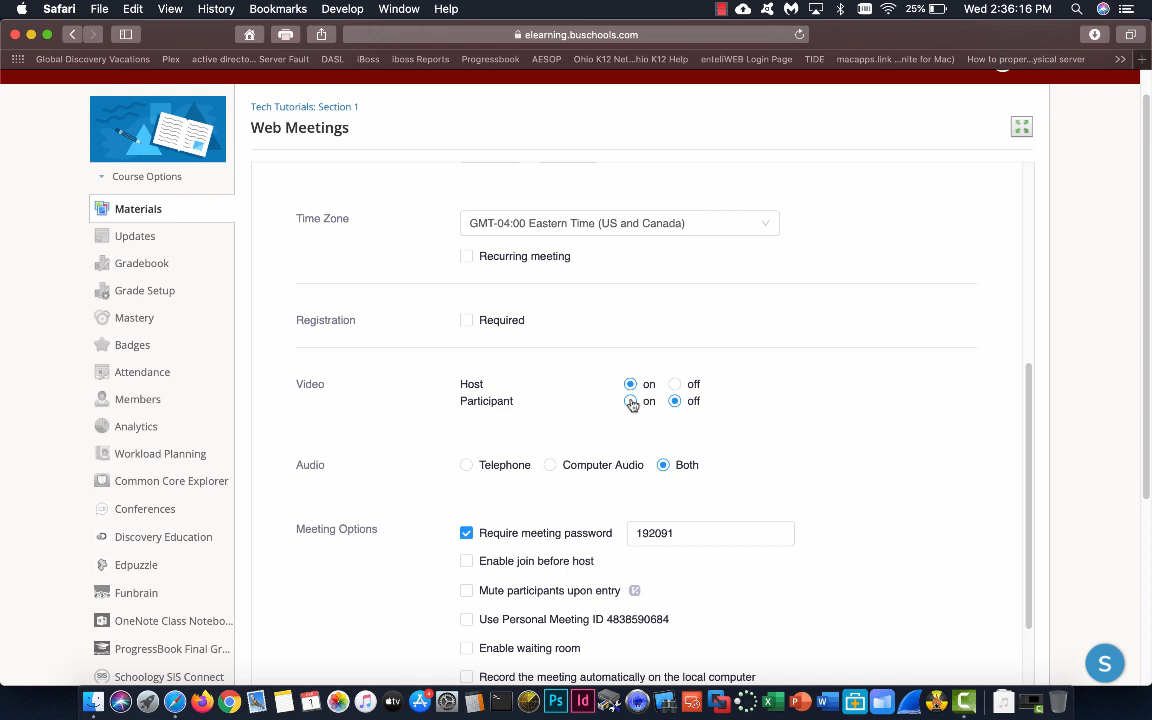 Safari File Edit View History Bookmarks Develop Window Help 25% Wed 2:36:16 PM
elearning.buschools.com
Global Discovery Vacations Plex active directo... Server Fault DASL iBoss iboss Reports Progressbook AESOP Ohio K12 Net...hio K12 Help enteliWEB Login Page TIDE macapps.link ...nite for Mac) How to proper...ysical server >> +
Tech Tutorials: Section 1
Web Meetings
Course Options
Materials
Updates
Gradebook
Grade Setup
Mastery
Badges
Attendance
Members
Analytics
Workload Planning
Common Core Explorer
Conferences
Discovery Education
Edpuzzle
Funbrain
OneNote Class Notebo...
ProgressBook Final Gr...
Schoology SIS Connect
Time Zone GMT-04:00 Eastern Time (US and Canada)
Recurring meeting
Registration Required
Video Host on off
Participant on off
Audio Telephone Computer Audio Both
Meeting Options Require meeting password 192091
Enable join before host
Mute participants upon entry
Use Personal Meeting ID 4838590684
Enable waiting room
Record the meeting automatically on the local computer
S
tv 4 Ps Id X P W C